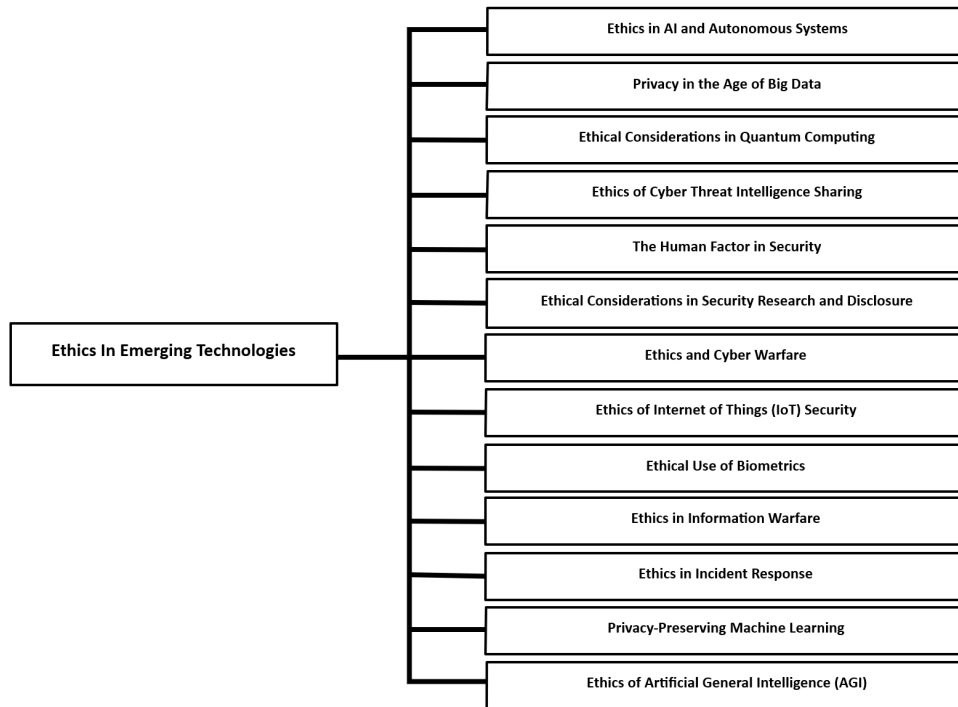 Ethics In Emerging Technologies
Ethics in AI and Autonomous Systems
Privacy in the Age of Big Data
Ethical Considerations in Quantum Computing
Ethics of Cyber Threat Intelligence Sharing
The Human Factor in Security
Ethical Considerations in Security Research and Disclosure
Ethics and Cyber Warfare
Ethics of Internet of Things (IoT) Security
Ethical Use of Biometrics
Ethics in Information Warfare
Ethics in Incident Response
Privacy-Preserving Machine Learning
Ethics of Artificial General Intelligence (AGI)